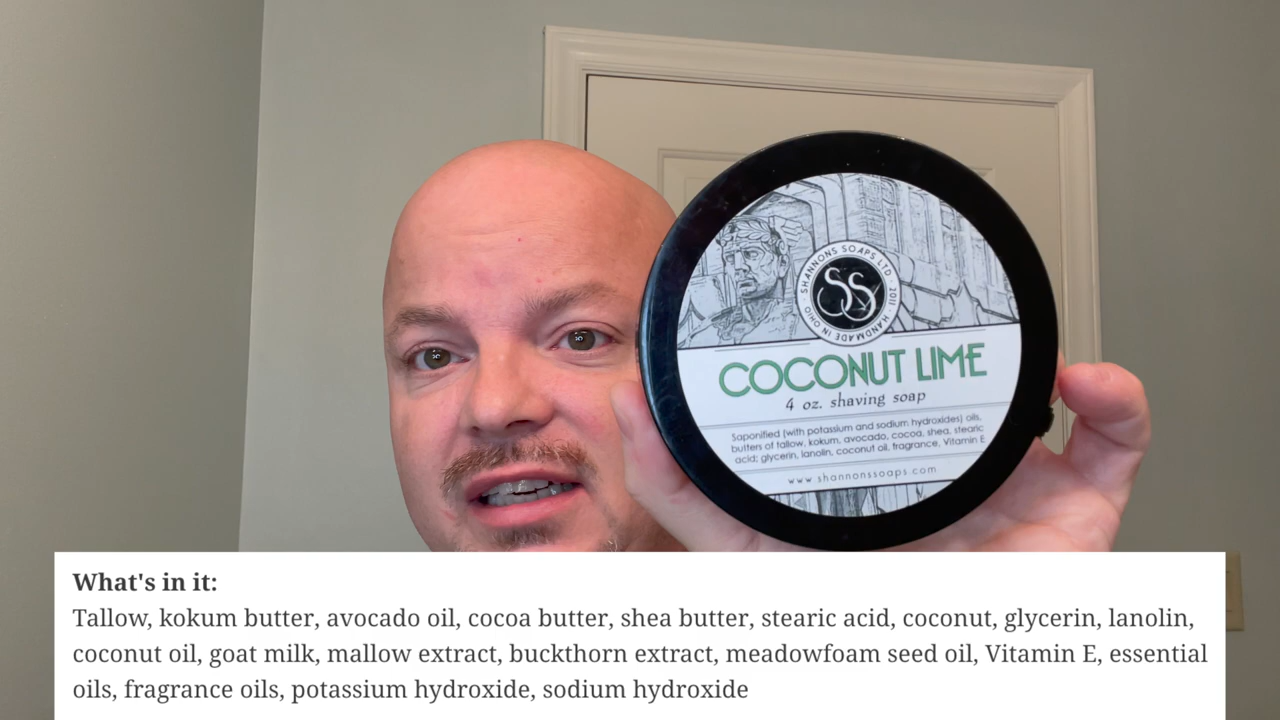 SHANNONS SOAPS LTD 2011 HANDMADE IN OHIO
SS
COCONUT LIME
4 oz. shaving soap
Saponified (with potassium and sodium hydroxides) oils,
butters of tallow, kokum, avocado, cocoa, shea, stearic
acid; glycerin, lanolin, coconut oil, fragrance, Vitamin E
www.shannonssoaps.com
What's in it:
Tallow, kokum butter, avocado oil, cocoa butter, shea butter, stearic acid, coconut, glycerin, lanolin,
coconut oil, goat milk, mallow extract, buckthorn extract, meadowfoam seed oil, Vitamin E, essential
oils, fragrance oils, potassium hydroxide, sodium hydroxide